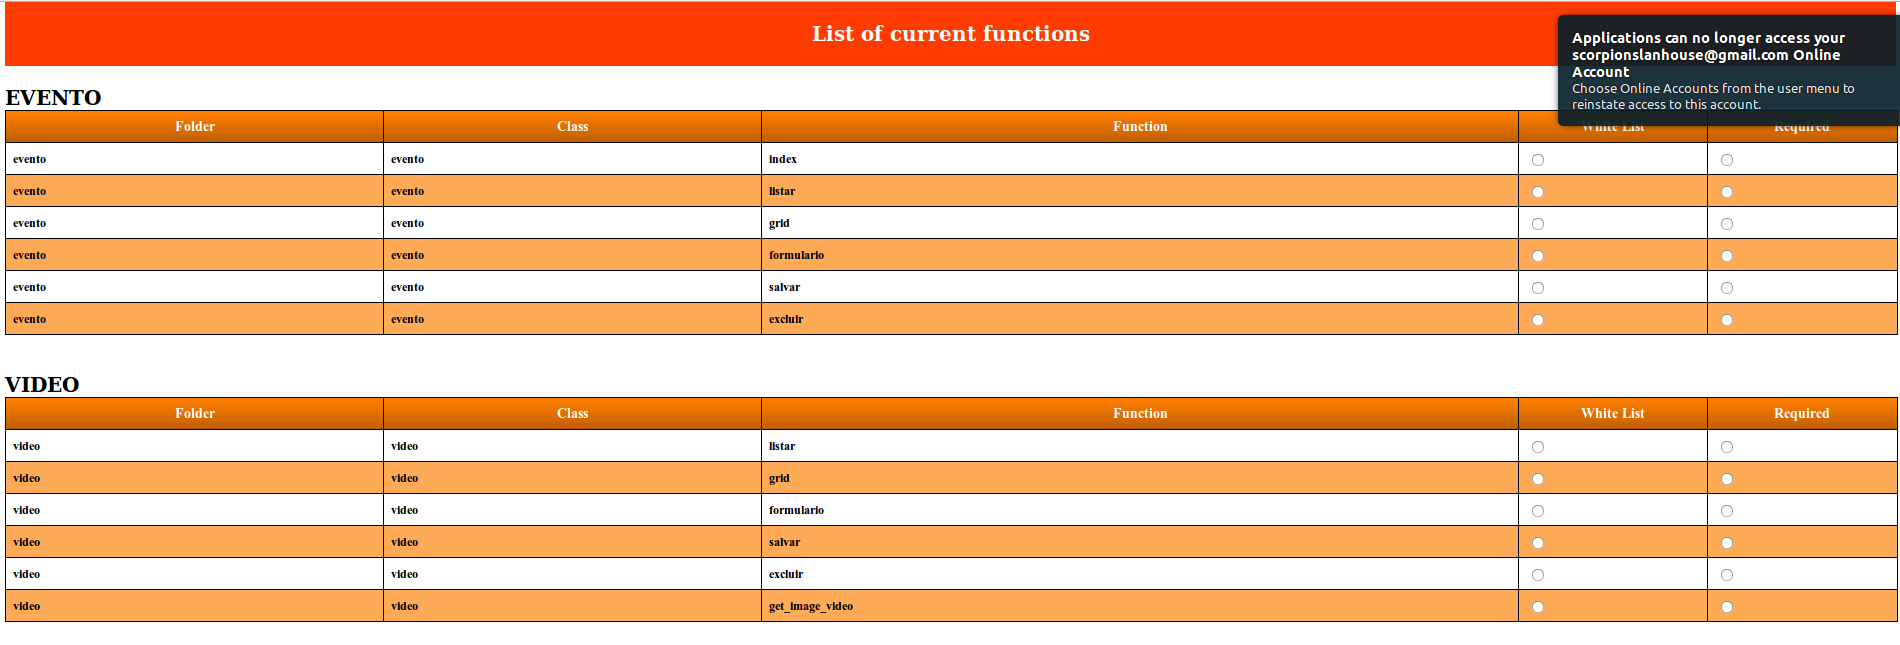 List of current functions
Applications can no longer access your
scorpionslanhouse@gmail.com Online
Account
Choose Online Accounts from the user menu to
reinstate access to this account.
EVENTO
Folder Class Function White List Required
evento evento index
evento evento listar
evento evento grid
evento evento formulario
evento evento salvar
evento evento excluir
VIDEO
Folder Class Function White List Required
video video listar
video video grid
video video formulario
video video salvar
video video excluir
video video get_image_video